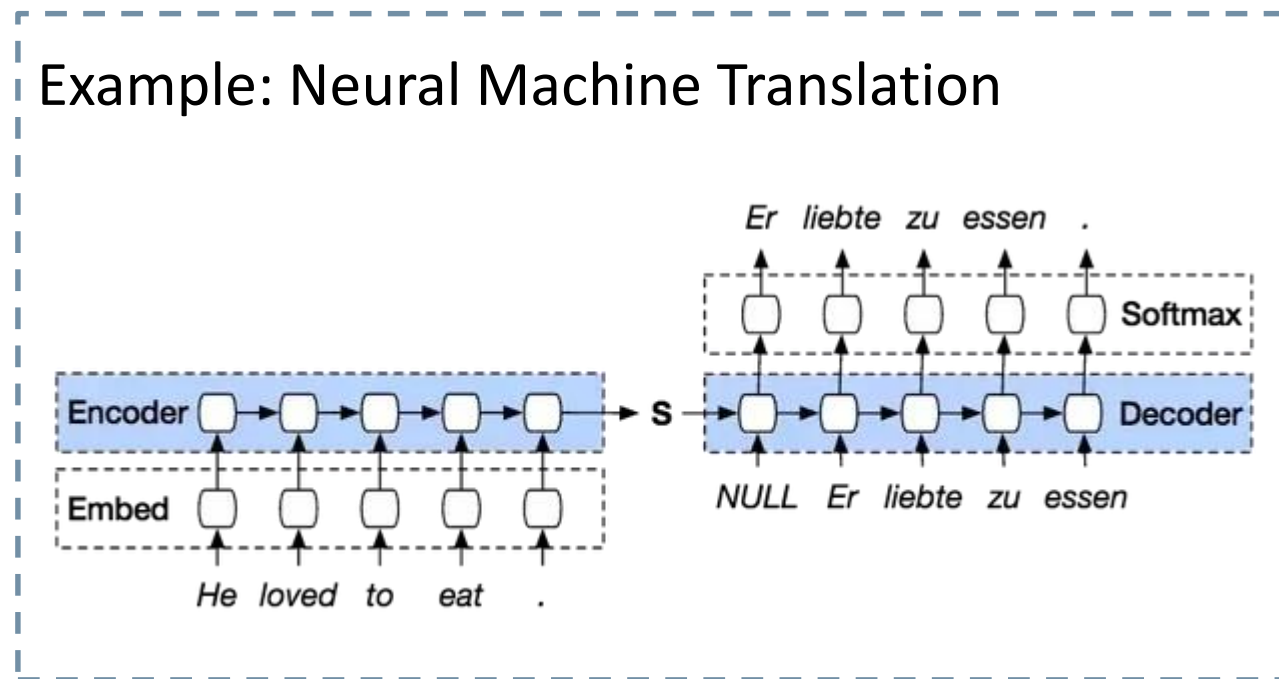 Example: Neural Machine Translation
Er liebte zu essen .
Softmax
Encoder
S
Decoder
Embed
NULL Er liebte zu essen
He loved to eat .